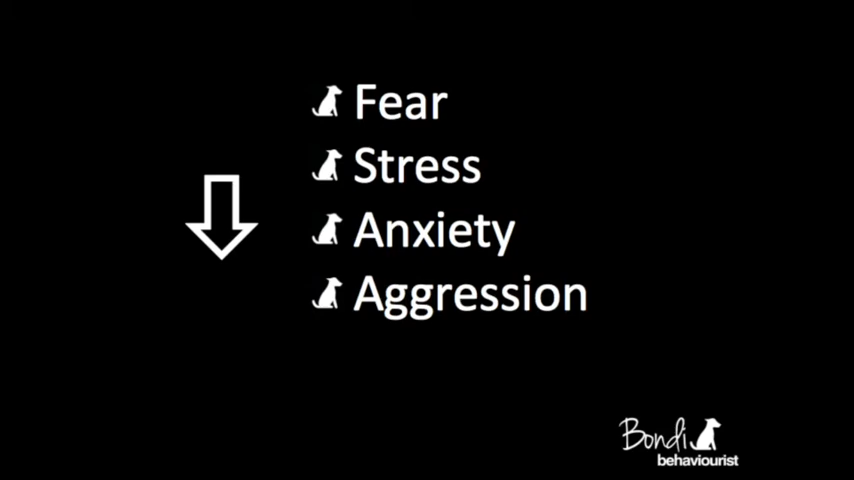 Fear
Stress
Anxiety
Aggression
Bondi
behaviourist